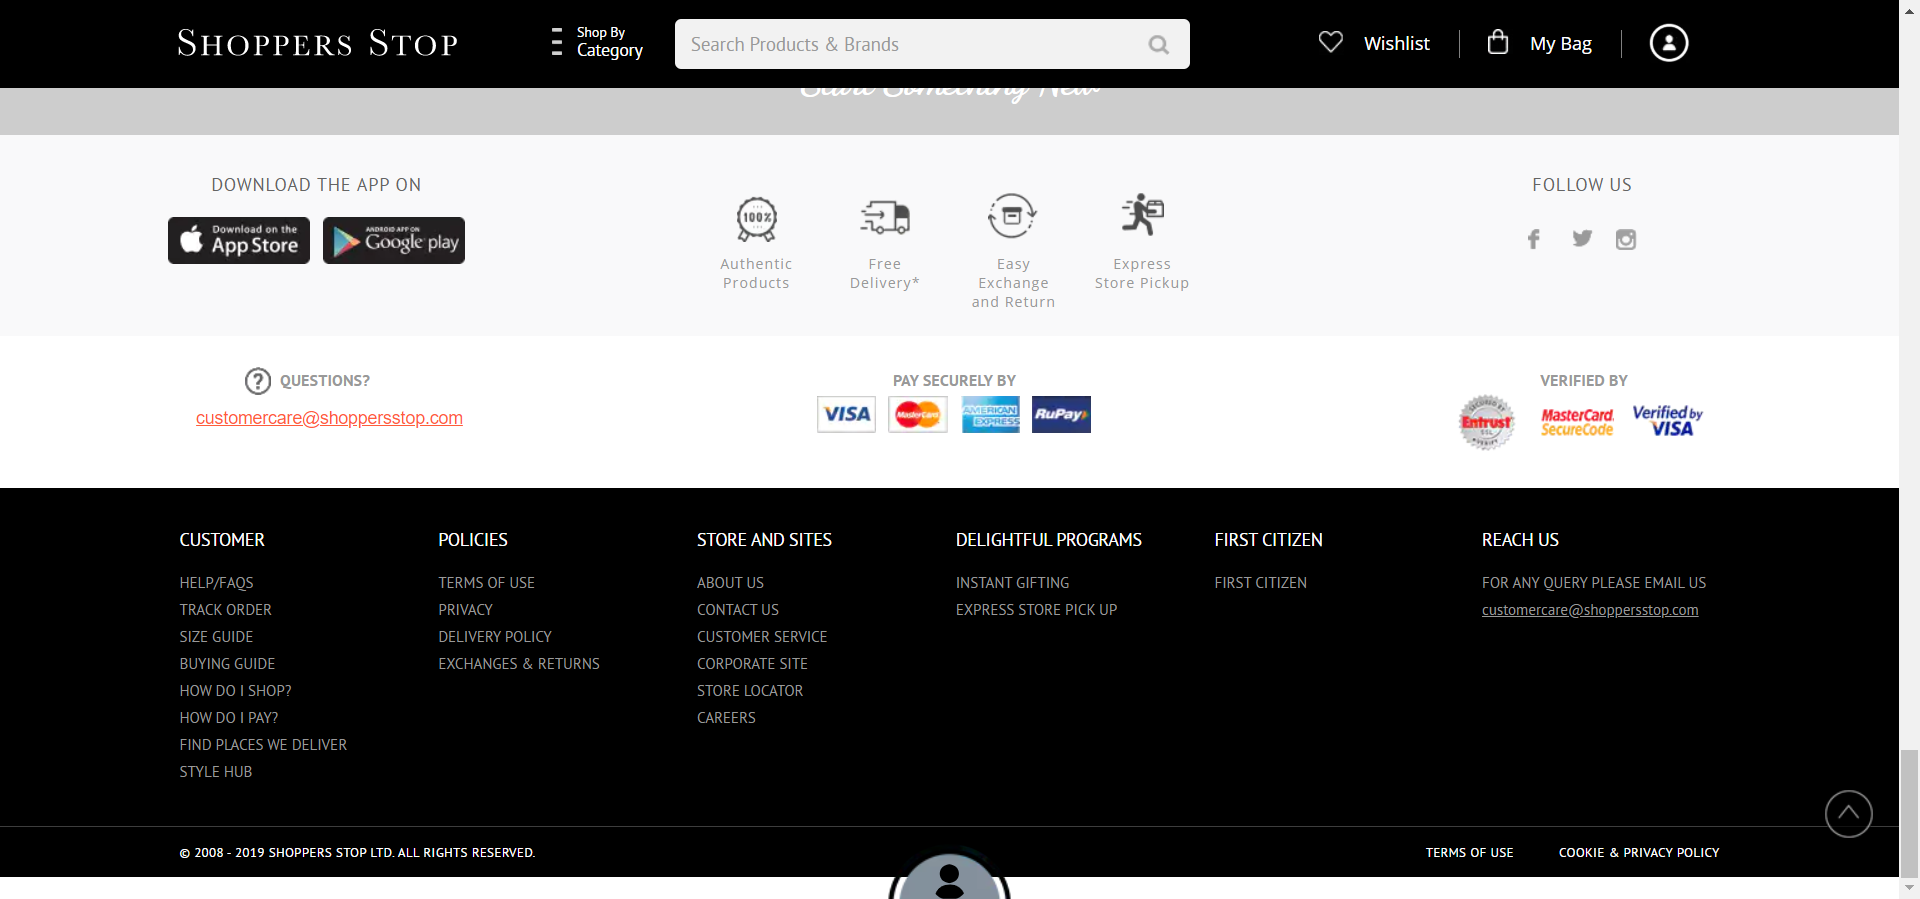 SHOPPERS STOP
Shop By
Category
Search Products & Brands
Wishlist
My Bag
Start Something New
DOWNLOAD THE APP ON
Download on the
App Store
ANDROID APP ON
Google play
100%
Authentic
Products
Free
Delivery*
Easy
Exchange
and Return
Express
Store Pickup
FOLLOW US
QUESTIONS?
customercare@shoppersstop.com
PAY SECURELY BY
VISA
MasterCard
AMERICAN
EXPRESS
RuPay
VERIFIED BY
SECURED BY
Entrust
SSL
VERIFY
MasterCard.
SecureCode
Verified by
VISA
CUSTOMER
HELP/FAQS
TRACK ORDER
SIZE GUIDE
BUYING GUIDE
HOW DO I SHOP?
HOW DO I PAY?
FIND PLACES WE DELIVER
STYLE HUB
POLICIES
TERMS OF USE
PRIVACY
DELIVERY POLICY
EXCHANGES & RETURNS
STORE AND SITES
ABOUT US
CONTACT US
CUSTOMER SERVICE
CORPORATE SITE
STORE LOCATOR
CAREERS
DELIGHTFUL PROGRAMS
INSTANT GIFTING
EXPRESS STORE PICK UP
FIRST CITIZEN
FIRST CITIZEN
REACH US
FOR ANY QUERY PLEASE EMAIL US
customercare@shoppersstop.com
© 2008 - 2019 SHOPPERS STOP LTD. ALL RIGHTS RESERVED.
TERMS OF USE
COOKIE & PRIVACY POLICY